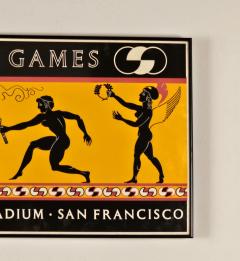 GAMES
ADIUM · SAN FRANCISCO